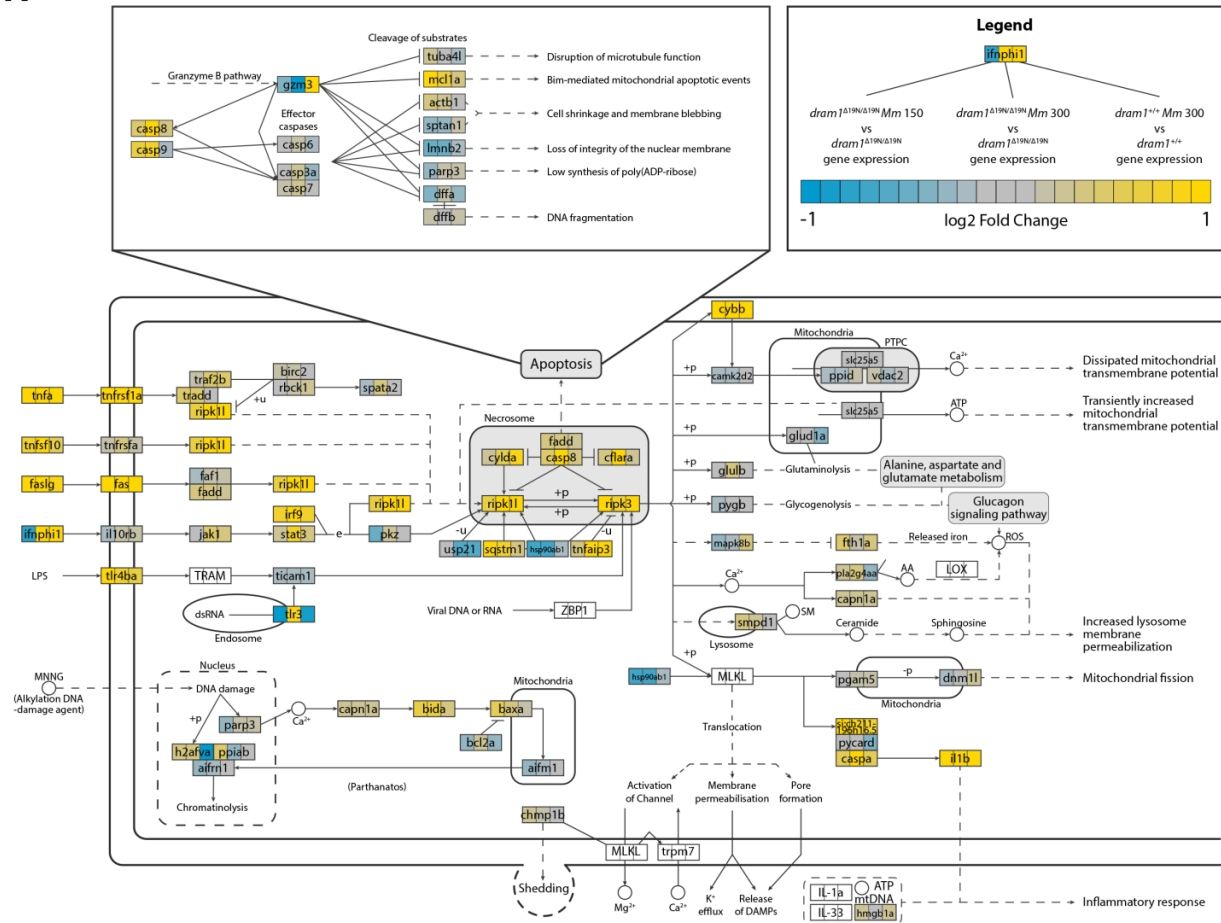 Cleavage of substrates
Granzyme B pathway
gzm3
casp8
casp9
Effector
caspases
casp6
casp3a
casp7
tuba4l
Disruption of microtubule function
mcl1a
Bim-mediated mitochondrial apoptotic events
actb1
sptan1
Cell shrinkage and membrane blebbing
lmnb2
Loss of integrity of the nuclear membrane
parp3
Low synthesis of poly(ADP-ribose)
dffa
dffb
DNA fragmentation
Legend
ifnphi1
dram1Δ19N/Δ19N Mm 150
vs
dram1Δ19N/Δ19N
gene expression
dram1Δ19N/Δ19N Mm 300
vs
dram1Δ19N/Δ19N
gene expression
dram1+/+ Mm 300
vs
dram1+/+
gene expression
-1
log2 Fold Change
1
Apoptosis
tnfa
tnfrsf1a
traf2b
tradd
ripk1l
birc2
rbck1
+u
spata2
tnfsf10
tnfrsfa
ripk1l
faslg
fas
faf1
fadd
ripk1l
ifnphi1
il10rb
jak1
irf9
stat3
e
ripk1l
pkz
LPS
tlr4ba
TRAM
ticam1
dsRNA
tlr3
Endosome
Necrosome
fadd
casp8
cylda
cflara
ripk1l
+p
+p
ripk3
-u
-u
usp21
sqstm1
hsp90ab1
tnfaip3
Viral DNA or RNA
ZBP1
cybb
+p
camk2d2
Mitochondria
PTPC
slc25a5
ppid
vdac2
Ca²⁺
Dissipated mitochondrial
transmembrane potential
slc25a5
ATP
Transiently increased
mitochondrial
transmembrane potential
+p
glud1a
+p
glulb
Glutaminolysis
Alanine, aspartate and
glutamate metabolism
+p
pygb
Glycogenolysis
Glucagon
signaling pathway
mapk8b
fth1a
Released iron
ROS
Ca²⁺
pla2g4aa
AA
LOX
capn1a
smpd1
SM
Lysosome
Ceramide
Sphingosine
Increased lysosome
membrane
permeabilization
+p
hsp90ab1
MLKL
pgam5
-p
dnm1l
Mitochondria
Mitochondrial fission
Translocation
si:ch211-
196h16.5
pycard
caspa
il1b
MNNG
(Alkylation DNA
-damage agent)
Nucleus
DNA damage
+p
parp3
h2afva
ppiab
aifrn1
Chromatinolysis
Ca²⁺
capn1a
bida
Mitochondria
baxa
bcl2a
aifm1
(Parthanatos)
Activation
of Channel
Membrane
permeabilisation
Pore
formation
chmp1b
MLKL
trpm7
Shedding
Mg²⁺
Ca²⁺
K⁺
efflux
Release
of DAMPs
IL-1a
ATP
mtDNA
IL-33
hmgb1a
Inflammary response